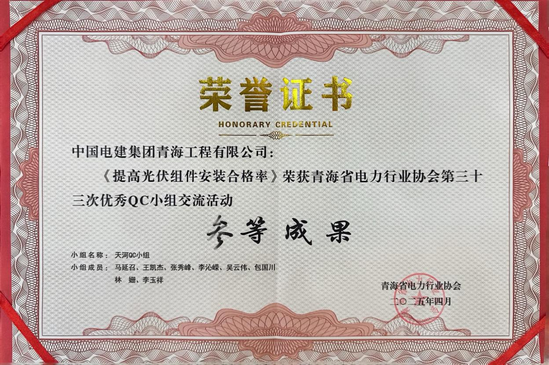 荣誉证书
HONORARY CREDENTIAL
中国电建集团青海工程有限公司：
《提高光伏组件安装合格率》荣获青海省电力行业协会第三十
三次优秀QC小组交流活动
叁等成果
小组名称：天河QC小组
小组成员：马延召、王凯杰、张秀峰、李沁嵘、吴云伟、包国川
林姗、李玉祥
青海省电力行业协会
二〇二五年四月